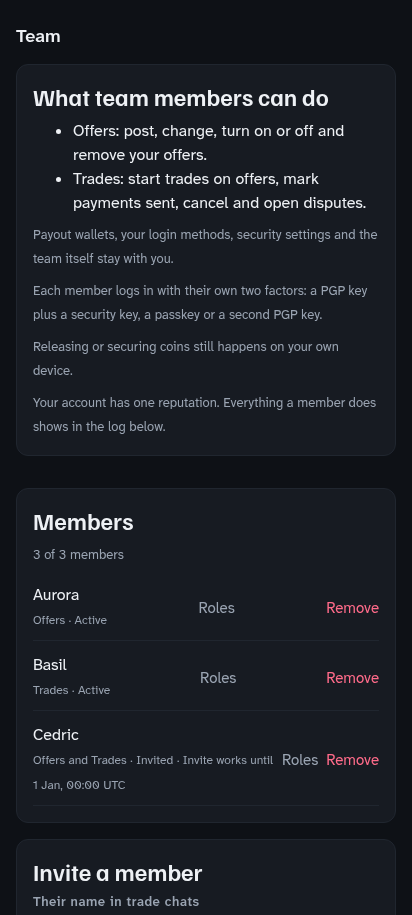 Team
What team members can do
• Offers: post, change, turn on or off and
remove your offers.
• Trades: start trades on offers, mark
payments sent, cancel and open disputes.
Payout wallets, your login methods, security settings and the
team itself stay with you.
Each member logs in with their own two factors: a PGP key
plus a security key, a passkey or a second PGP key.
Releasing or securing coins still happens on your own
device.
Your account has one reputation. Everything a member does
shows in the log below.
Members
3 of 3 members
Aurora
Offers · Active
Roles
Remove
Basil
Trades · Active
Roles
Remove
Cedric
Offers and Trades · Invited · Invite works until
1 Jan, 00:00 UTC
Roles
Remove
Invite a member
Their name in trade chats